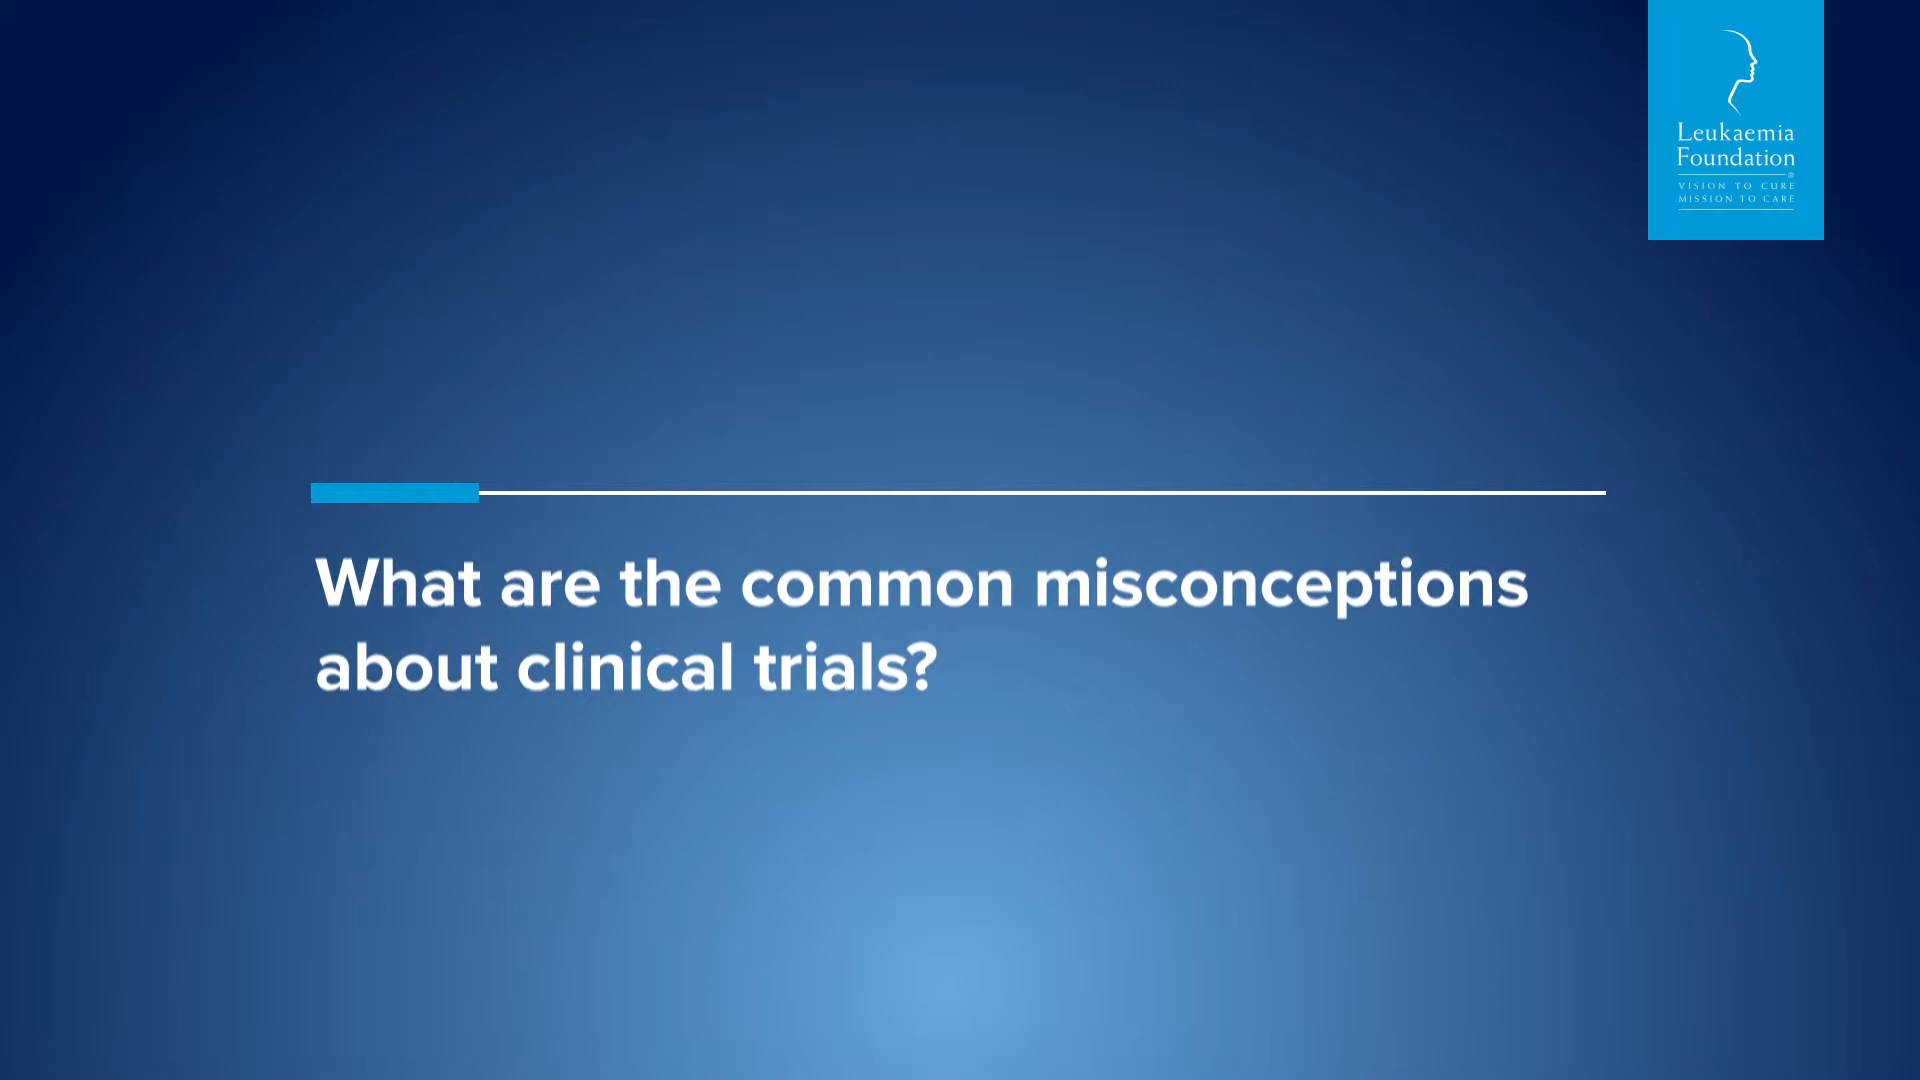 Leukaemia
Foundation
®
VISION TO CURE
MISSION TO CARE
What are the common misconceptions
about clinical trials?